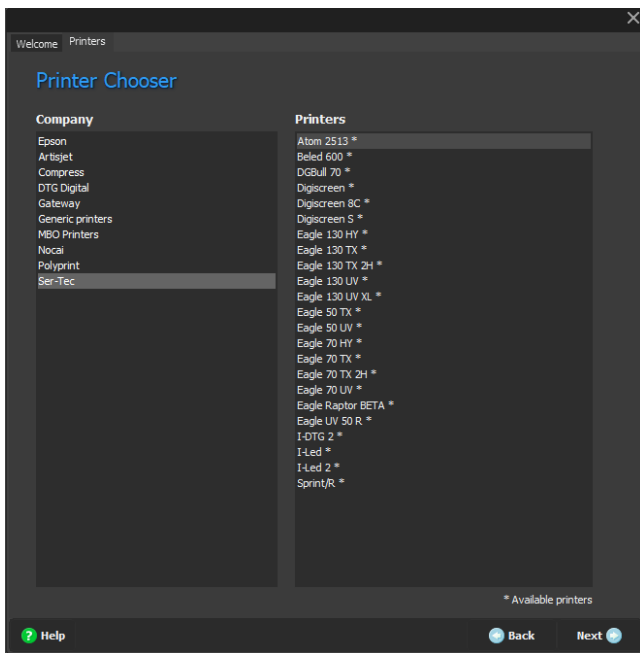 Welcome Printers
Printer Chooser
Company
Epson
Artisjet
Compress
DTG Digital
Gateway
Generic printers
MBO Printers
Nocai
Polyprint
Ser-Tec
Printers
Atom 2513 *
Beled 600 *
DGBull 70 *
Digiscreen *
Digiscreen 8C *
Digiscreen S *
Eagle 130 HY *
Eagle 130 TX *
Eagle 130 TX 2H *
Eagle 130 UV *
Eagle 130 UV XL *
Eagle 50 TX *
Eagle 50 UV *
Eagle 70 HY *
Eagle 70 TX *
Eagle 70 TX 2H *
Eagle 70 UV *
Eagle Raptor BETA *
Eagle UV 50 R *
I-DTG 2 *
I-Led *
I-Led 2 *
Sprint/R *
* Available printers
? Help
Back
Next